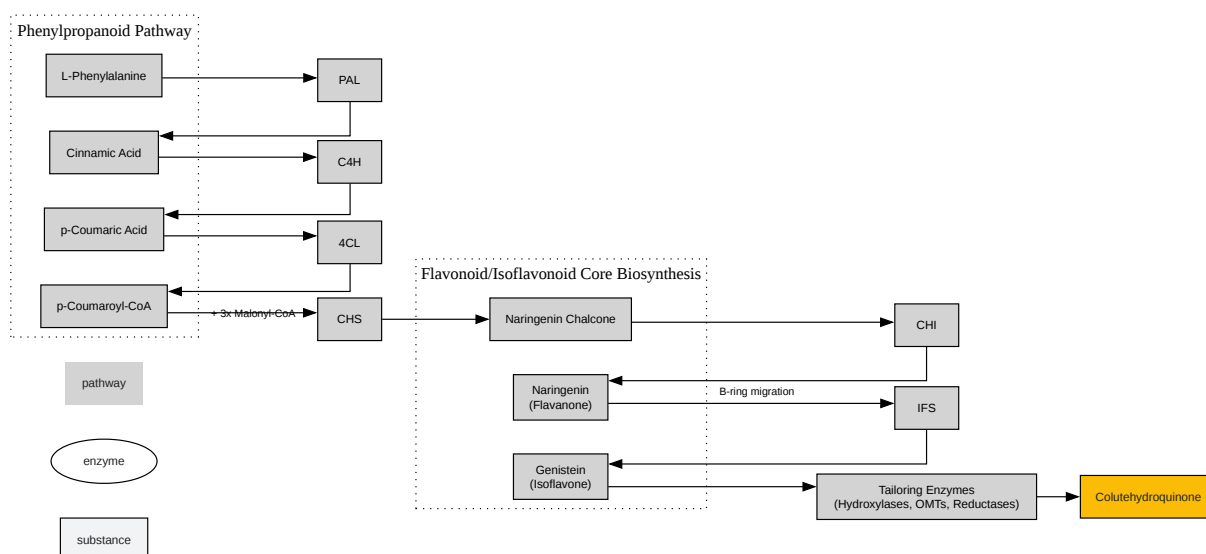 Phenylpropanoid Pathway
L-Phenylalanine
PAL
Cinnamic Acid
C4H
p-Coumaric Acid
4CL
p-Coumaroyl-CoA
+ 3x Malonyl-CoA
CHS
Flavonoid/Isoflavonoid Core Biosynthesis
Naringenin Chalcone
CHI
Naringenin
(Flavanone)
B-ring migration
IFS
Genistein
(Isoflavone)
Tailoring Enzymes
(Hydroxylases, OMTs, Reductases)
Colutehydroquinone
pathway
enzyme
substance